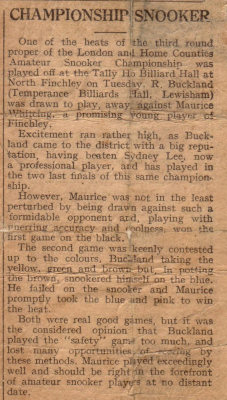 CHAMPIONSHIP SNOOKER
One of the heats of the third round
proper of the London and Home Counties
Amateur Snooker Championship was
played off at the Tally Ho Billiard Hall at
North Finchley on Tuesday. R. Buckland
(Temperance Billiards Hall, Lewisham)
was drawn to play, away, against Maurice
Whitting, a promising young player of
Finchley.
Excitement ran rather high, as Buck-
land came to the district with a big repu-
tation, having beaten Sydney Lee, now
a professional player, and has played in
the two last finals of this same champion-
ship.
However, Maurice was not in the least
perturbed by being drawn against such a
formidable opponent and, playing with
unerring accuracy and coolness, won the
first game on the black.
The second game was keenly contested
up to the colours, Buckland taking the
yellow, green and brown but, in potting
the brown, snookered himself on the blue.
He failed on the snooker and Maurice
promptly took the blue and pink to win
the heat.
Both were real good games, but it was
the considered opinion that Buckland
played the "safety" game too much, and
lost many opportunities of scoring by
these methods. Maurice played exceedingly
well and should be right in the forefront
of amateur snooker players at no distant
date.